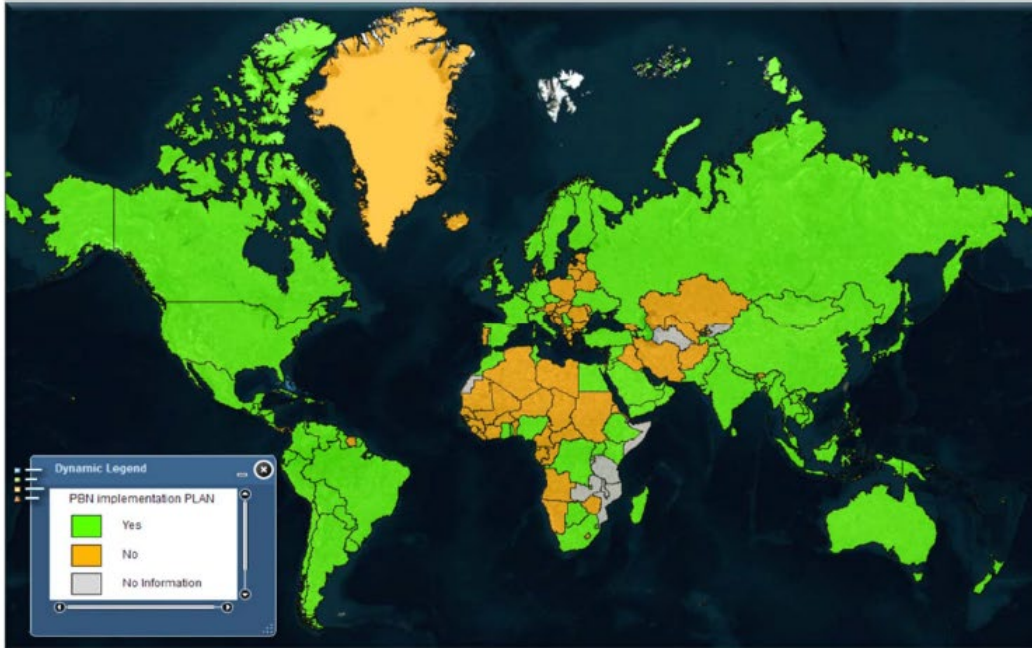 Dynamic Legend
PBN implementation PLAN
Yes
No
No Information